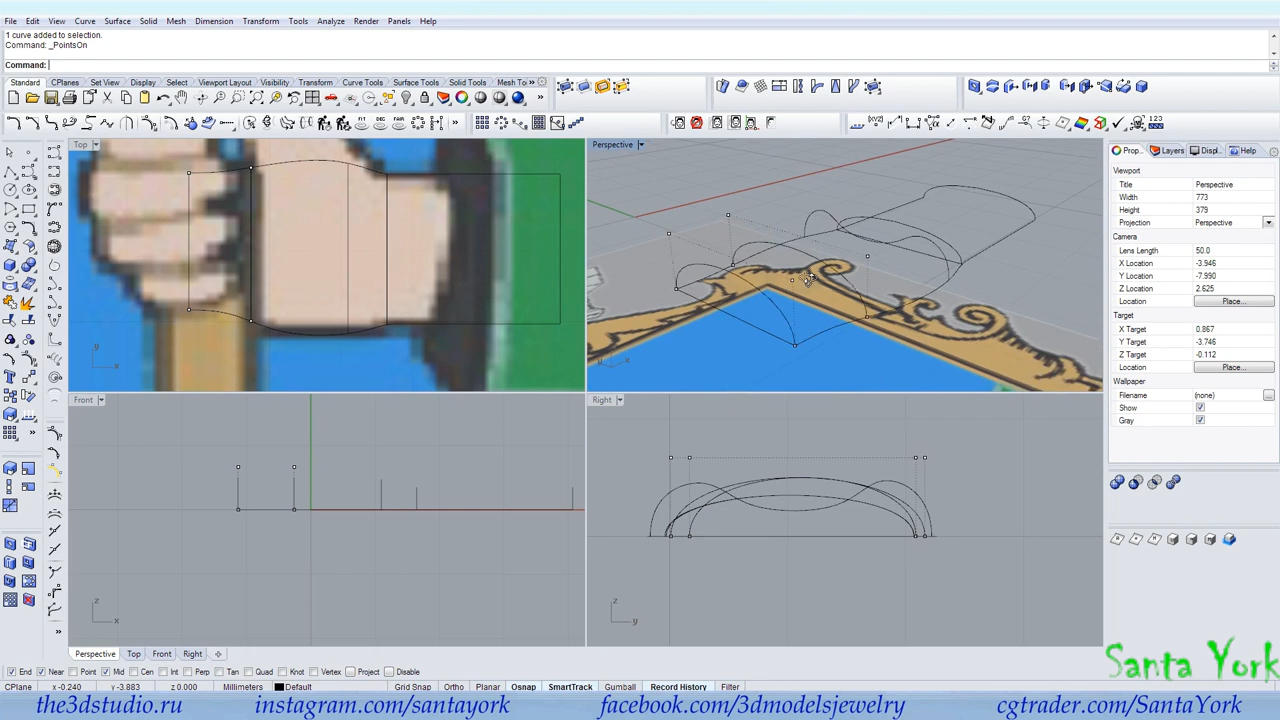 File Edit View Curve Surface Solid Mesh Dimension Transform Tools Analyze Render Panels Help
1 curve added to selection.
Command: _PointsOn
Command:
Standard CPlanes Set View Display Select Viewport Layout Visibility Transform Curve Tools Surface Tools Solid Tools Mesh To
Top
Perspective
Front
Right
x
y
z
x
z
y
Prop... Layers Displ... Help
Viewport
Title Perspective
Width 773
Height 379
Projection Perspective
Camera
Lens Length 50.0
X Location -3.946
Y Location -7.990
Z Location 2.625
Location Place...
Target
X Target 0.867
Y Target -3.746
Z Target -0.112
Location Place...
Wallpaper
Filename (none) ...
Show
Gray
Perspective Top Front Right
End Near Point Mid Cen Int Perp Tan Quad Knot Vertex Project Disable
CPlane x -0.240 y -3.883 z 0.000 Millimeters Default Grid Snap Ortho Planar Osnap SmartTrack Gumball Record History Filter
Santa York
the3dstudio.ru instagram.com/santayork facebook.com/3dmodelsjewelry cgtrader.com/SantaYork